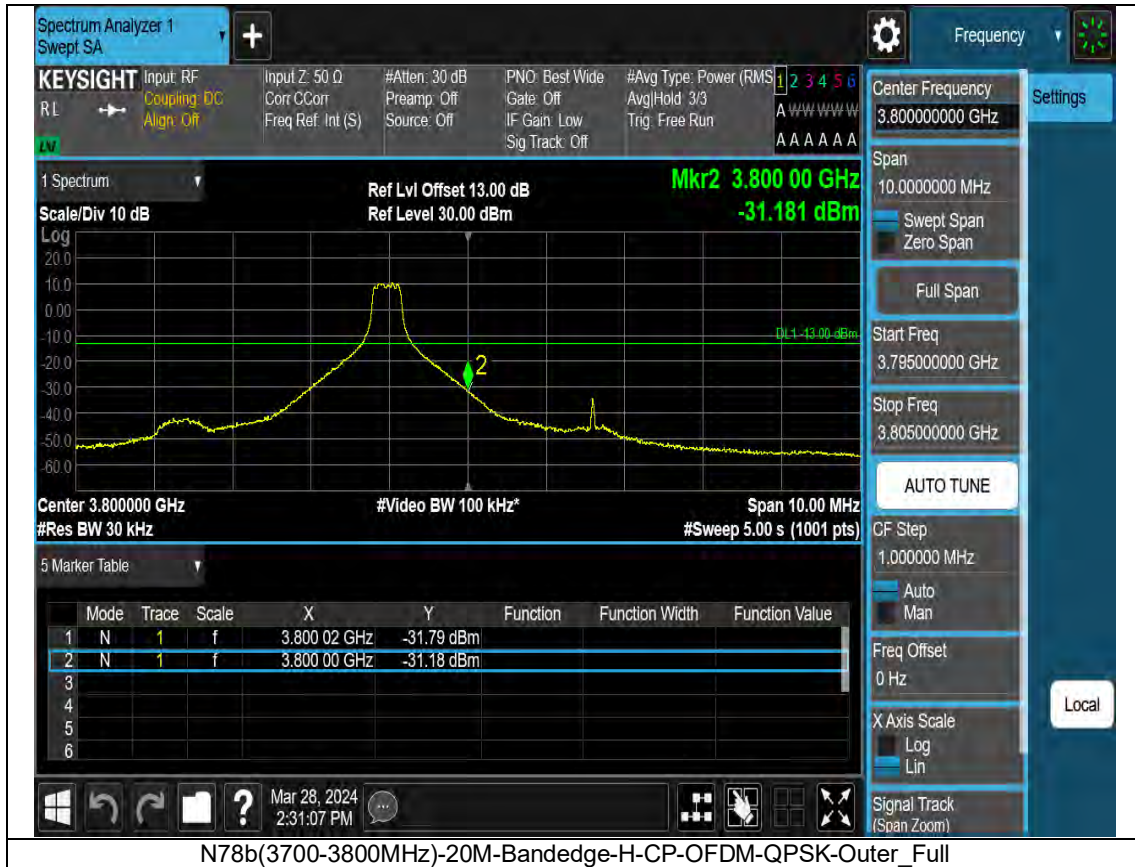 Spectrum Analyzer 1
Swept SA
+
Frequency
KEYSIGHT
RL
Input: RF
Coupling: DC
Align: Off
Input Z: 50 Ω
Corr CCorr
Freq Ref: Int (S)
#Atten: 30 dB
Preamp: Off
Source: Off
PNO: Best Wide
Gate: Off
IF Gain: Low
Sig Track: Off
#Avg Type: Power (RMS
Avg|Hold: 3/3
Trig: Free Run
1 2 3 4 5 6
A W W W W W
A A A A A A
1 Spectrum
Scale/Div 10 dB
Ref Lvl Offset 13.00 dB
Ref Level 30.00 dBm
Mkr2 3.800 00 GHz
-31.181 dBm
Log
20.0
10.0
0.00
-10.0
-20.0
-30.0
-40.0
-50.0
-60.0
DL1 -13.00 dBm
2
Center 3.800000 GHz
#Res BW 30 kHz
#Video BW 100 kHz*
Span 10.00 MHz
#Sweep 5.00 s (1001 pts)
5 Marker Table
Mode Trace Scale X Y Function Function Width Function Value
1 N 1 f 3.800 02 GHz -31.79 dBm
2 N 1 f 3.800 00 GHz -31.18 dBm
3
4
5
6
Mar 28, 2024
2:31:07 PM
?
Center Frequency
3.800000000 GHz
Settings
Span
10.0000000 MHz
Swept Span
Zero Span
Full Span
Start Freq
3.795000000 GHz
Stop Freq
3.805000000 GHz
AUTO TUNE
CF Step
1.000000 MHz
Auto
Man
Freq Offset
0 Hz
X Axis Scale
Log
Lin
Local
Signal Track
(Span Zoom)
N78b(3700-3800MHz)-20M-Bandedge-H-CP-OFDM-QPSK-Outer_Full